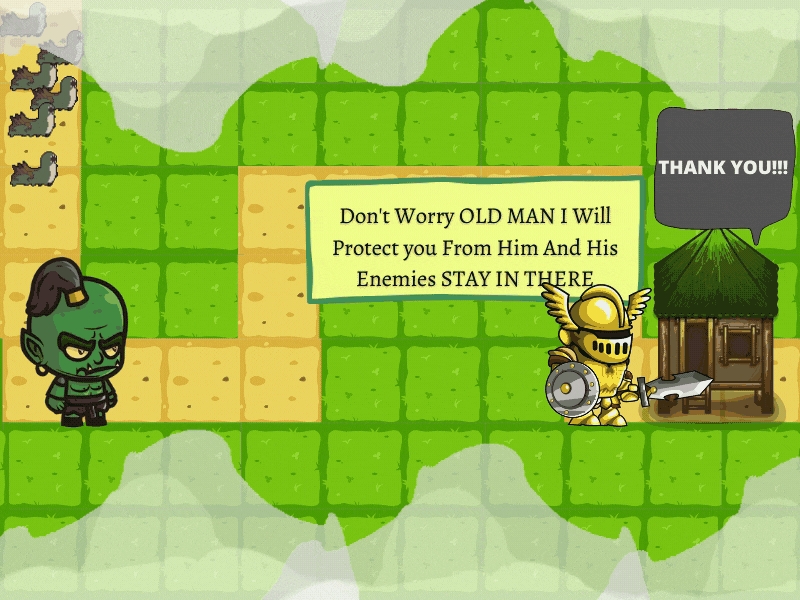 Don't Worry OLD MAN I Will
Protect you From Him And His
Enemies STAY IN THERE
THANK YOU!!!